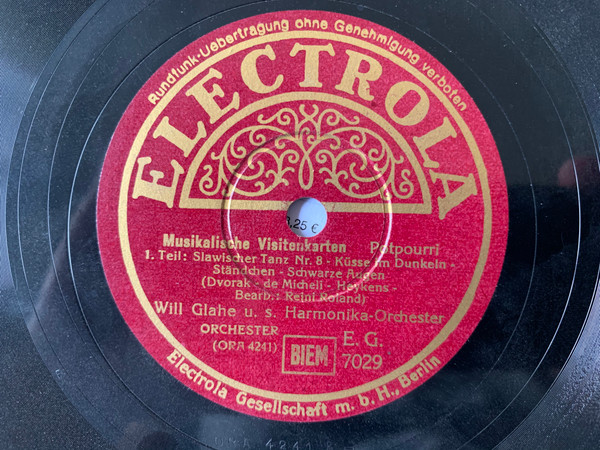 Rundfunk-Uebertragung ohne Genehmigung verboten
ELECTROLA
3.25 €
Musikalische Visitenkarten Potpourri
1. Teil: Slawischer Tanz Nr. 8 - Küsse im Dunkeln -
Ständchen - Schwarze Augen
(Dvorak - de Micheli - Heykens -
Bearb.: Reini Roland)
Will Glahe u. s. Harmonika-Orchester
ORCHESTER
(ORA 4241)
BIEM
E. G.
7029
Electrola Gesellschaft m. b. H., Berlin